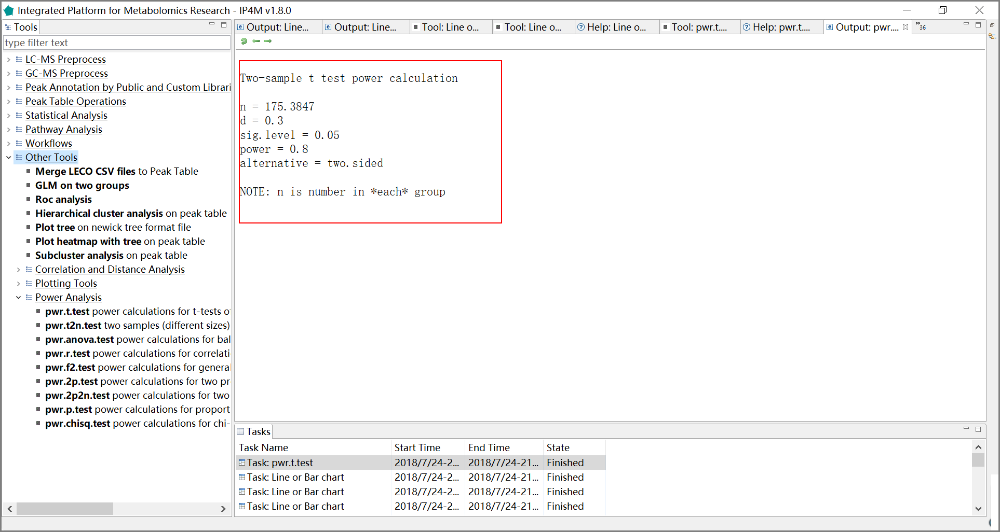 Integrated Platform for Metabolomics Research - IP4M v1.8.0
Tools
type filter text
LC-MS Preprocess
GC-MS Preprocess
Peak Annotation by Public and Custom Librari
Peak Table Operations
Statistical Analysis
Pathway Analysis
Workflows
Other Tools
Merge LECO CSV files to Peak Table
GLM on two groups
Roc analysis
Hierarchical cluster analysis on peak table
Plot tree on newick tree format file
Plot heatmap with tree on peak table
Subcluster analysis on peak table
Correlation and Distance Analysis
Plotting Tools
Power Analysis
pwr.t.test power calculations for t-tests o
pwr.t2n.test two samples (different sizes)
pwr.anova.test power calculations for bal
pwr.r.test power calculations for correlati
pwr.f2.test power calculations for genera
pwr.2p.test power calculations for two pr
pwr.2p2n.test power calculations for two
pwr.p.test power calculations for proport
pwr.chisq.test power calculations for chi-
Output: Line... Output: Line... Tool: Line o... Tool: Line o... Help: Line o... Tool: pwr.t.... Help: pwr.t.... Output: pwr.... »36
Two-sample t test power calculation
n = 175.3847
d = 0.3
sig.level = 0.05
power = 0.8
alternative = two.sided
NOTE: n is number in *each* group
Tasks
Task Name Start Time End Time State
Task: pwr.t.test 2018/7/24-2... 2018/7/24-21... Finished
Task: Line or Bar chart 2018/7/24-2... 2018/7/24-21... Finished
Task: Line or Bar chart 2018/7/24-2... 2018/7/24-21... Finished
Task: Line or Bar chart 2018/7/24-2... 2018/7/24-21... Finished